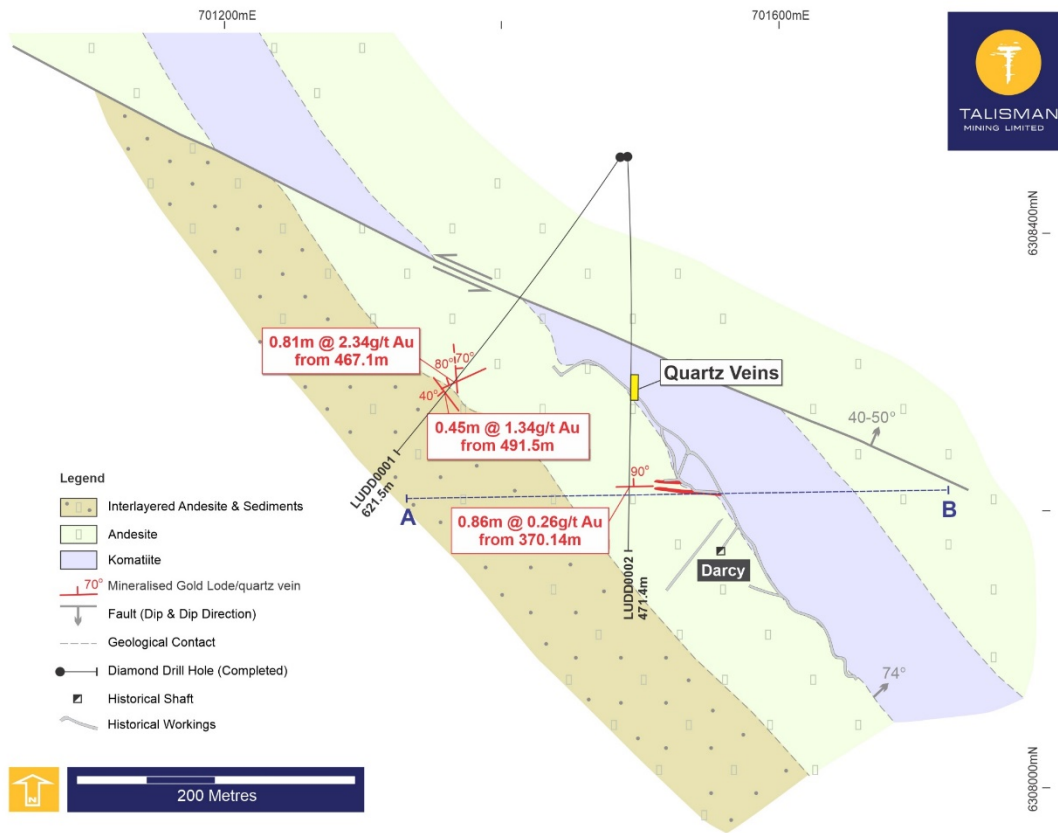 701200mE
701600mE
TALISMAN
MINING LIMITED
6308400mN
0.81m @ 2.34g/t Au
from 467.1m
80°
70°
40°
Quartz Veins
0.45m @ 1.34g/t Au
from 491.5m
40-50°
LUDD0001
621.5m
A
90°
B
0.86m @ 0.26g/t Au
from 370.14m
LUDD0002
471.4m
Darcy
74°
Legend
Interlayered Andesite & Sediments
Andesite
Komatiite
70° Mineralised Gold Lode/quartz vein
Fault (Dip & Dip Direction)
Geological Contact
Diamond Drill Hole (Completed)
Historical Shaft
Historical Workings
N
200 Metres
6308000mN